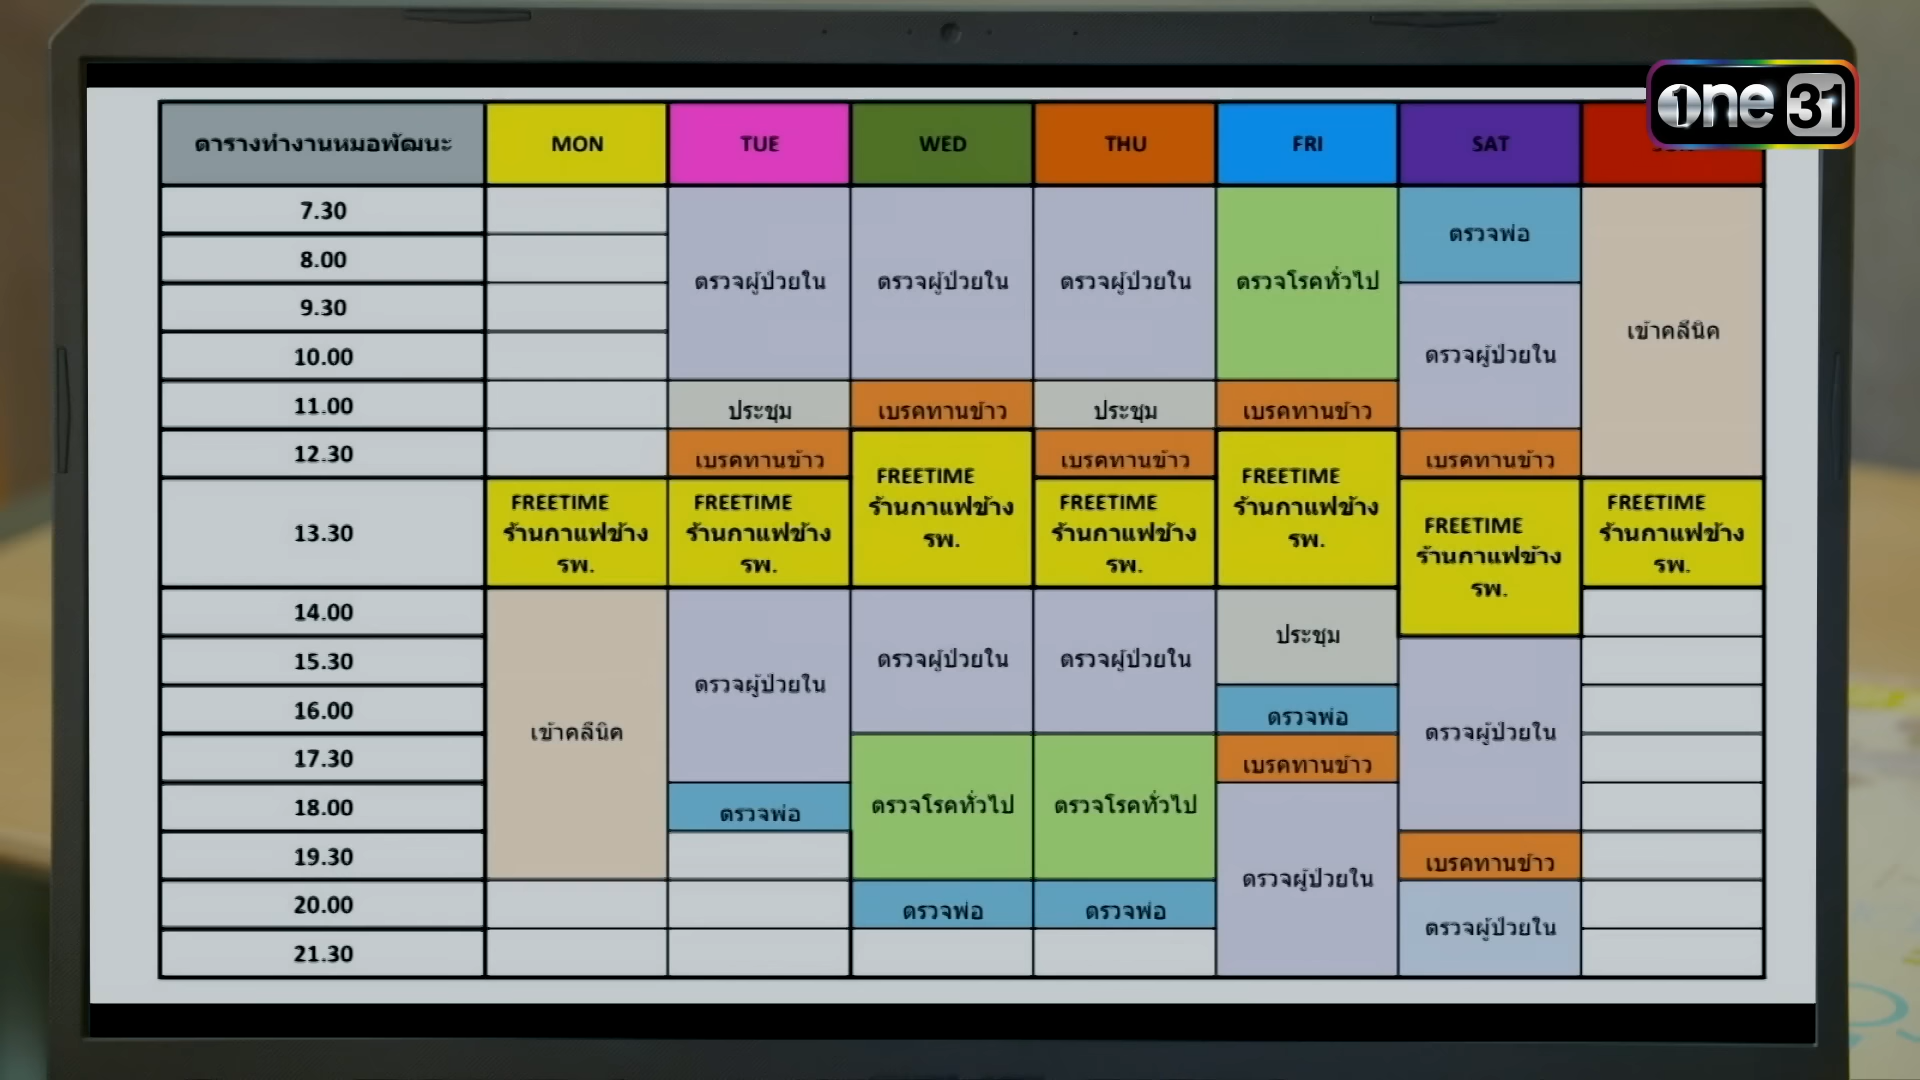 one 31
ตารางทำงานหมอพัฒนะ MON TUE WED THU FRI SAT
7.30
ตรวจพ่อ
8.00
ตรวจผู้ป่วยใน ตรวจผู้ป่วยใน ตรวจผู้ป่วยใน ตรวจโรคทั่วไป
9.30
เข้าคลีนิค
10.00 ตรวจผู้ป่วยใน
11.00 ประชุม เบรคทานข้าว ประชุม เบรคทานข้าว
12.30 เบรคทานข้าว เบรคทานข้าว เบรคทานข้าว
13.30
FREETIME
ร้านกาแฟข้าง
รพ.
FREETIME
ร้านกาแฟข้าง
รพ.
FREETIME
ร้านกาแฟข้าง
รพ.
FREETIME
ร้านกาแฟข้าง
รพ.
FREETIME
ร้านกาแฟข้าง
รพ.
FREETIME
ร้านกาแฟข้าง
รพ.
FREETIME
ร้านกาแฟข้าง
รพ.
14.00
ประชุม
15.30
ตรวจผู้ป่วยใน ตรวจผู้ป่วยใน ตรวจผู้ป่วยใน
16.00 ตรวจพ่อ
เข้าคลีนิค ตรวจผู้ป่วยใน
17.30 เบรคทานข้าว
18.00 ตรวจพ่อ ตรวจโรคทั่วไป ตรวจโรคทั่วไป
19.30 เบรคทานข้าว
ตรวจผู้ป่วยใน
20.00 ตรวจพ่อ ตรวจพ่อ
ตรวจผู้ป่วยใน
21.30